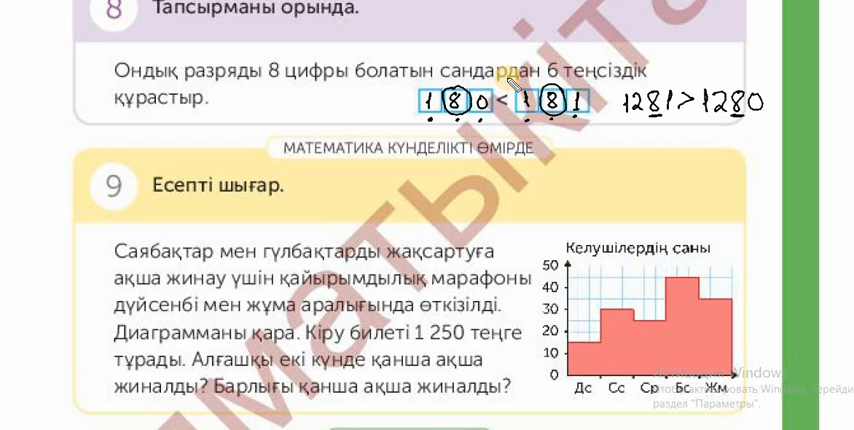 8 Тапсырманы орында.
Ондық разряды 8 цифры болатын сандардан 6 теңсіздік
құрастыр. 180 < 181 1281 > 1280
МАТЕМАТИКА КҮНДЕЛІКТІ ӨМІРДЕ
9 Есепті шығар.
Саябақтар мен гүлбақтарды жақсартуға
ақша жинау үшін қайырымдылық марафоны
дүйсенбі мен жұма аралығында өткізілді.
Диаграмманы қара. Кіру билеті 1 250 теңге
тұрады. Алғашқы екі күнде қанша ақша
жиналды? Барлығы қанша ақша жиналды?
Келушілердің саны
50
40
30
20
10
0
Дс Сс Ср Бс Жм
Windows
раздел "Параметры".